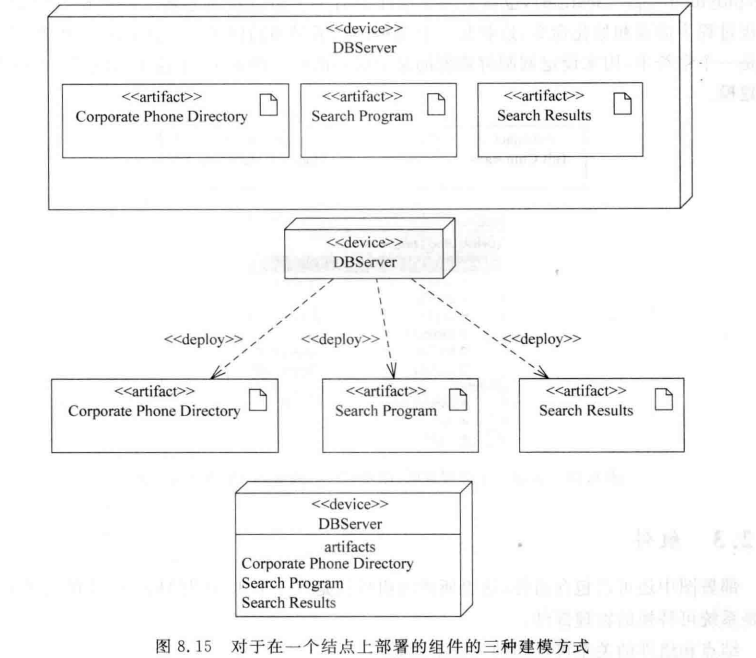 <<device>>
DBServer
<<artifact>>
Corporate Phone Directory
<<artifact>>
Search Program
<<artifact>>
Search Results
<<device>>
DBServer
<<deploy>>
<<deploy>>
<<deploy>>
<<artifact>>
Corporate Phone Directory
<<artifact>>
Search Program
<<artifact>>
Search Results
<<device>>
DBServer
artifacts
Corporate Phone Directory
Search Program
Search Results
图 8.15 对于在一个结点上部署的组件的三种建模方式